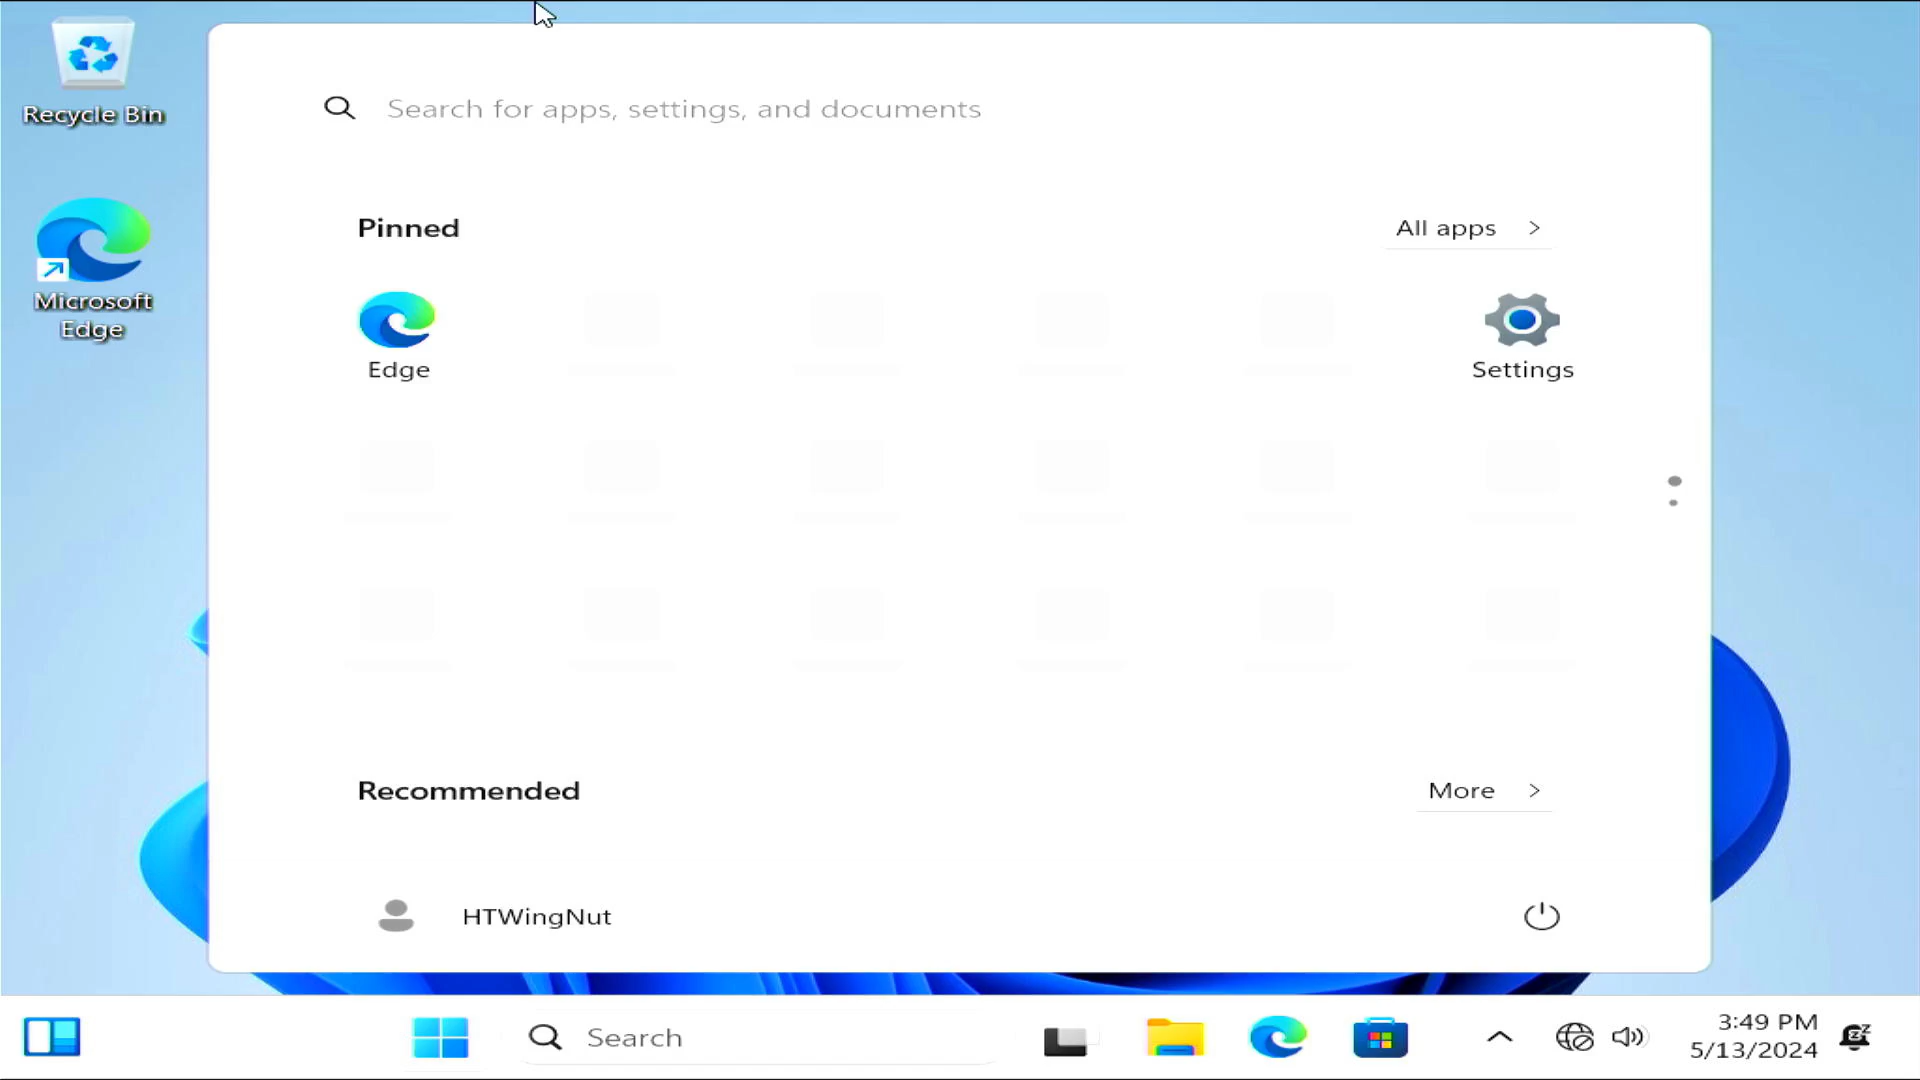 Recycle Bin
Microsoft
Edge
Search for apps, settings, and documents
Pinned
All apps
Edge
Settings
Recommended
More
HTWingNut
Search
3:49 PM
5/13/2024